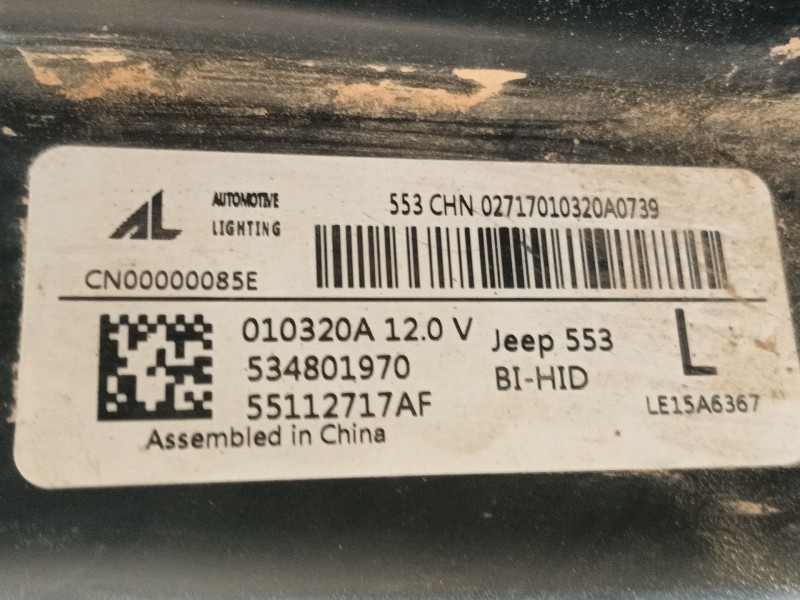 AL AUTOMOTIVE LIGHTING
553 CHN 02717010320A0739
CN00000085E
010320A 12.0 V
534801970
55112717AF
Assembled in China
Jeep 553
BI-HID
L
LE15A6367